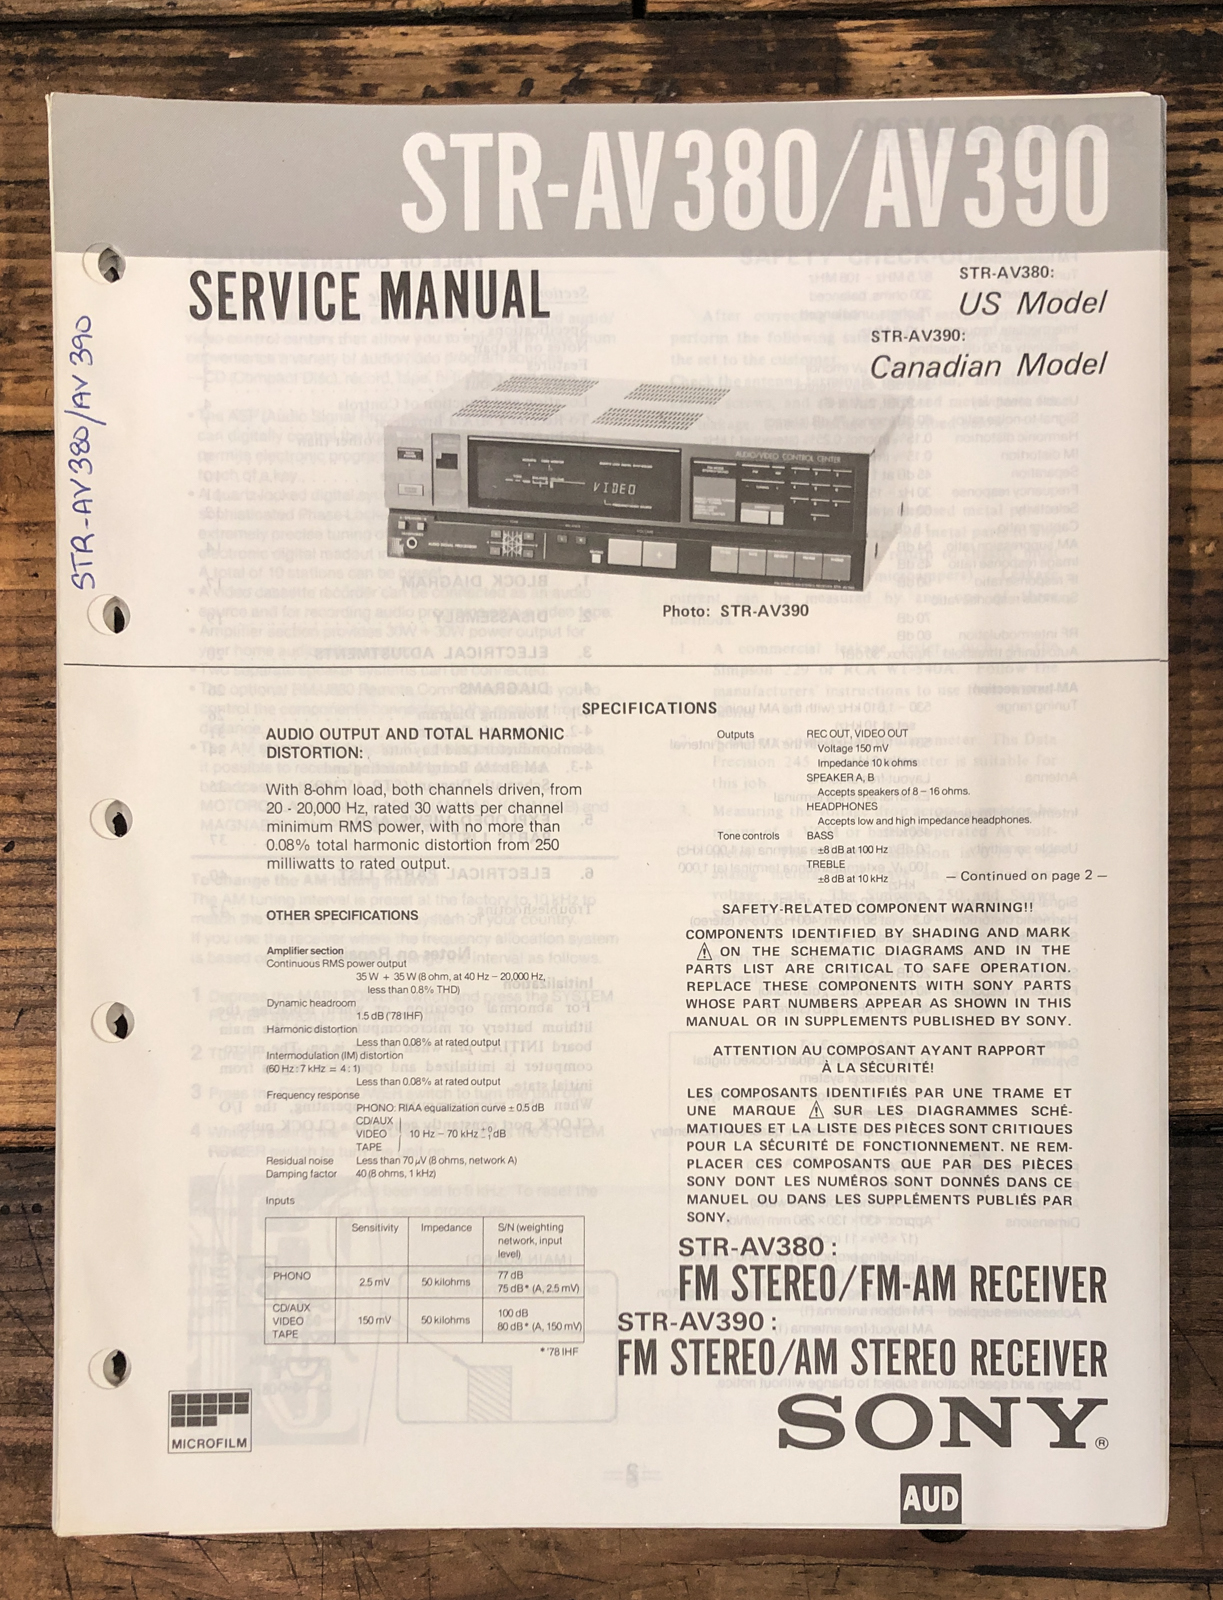 STR-AV380/AV390
SERVICE MANUAL
STR-AV380:
US Model
STR-AV390:
Canadian Model
STR-AV380/AV390
AUDIO/VIDEO CONTROL CENTER
VIDEO
Photo: STR-AV390
SPECIFICATIONS
AUDIO OUTPUT AND TOTAL HARMONIC
DISTORTION:
With 8-ohm load, both channels driven, from
20 - 20,000 Hz, rated 30 watts per channel
minimum RMS power, with no more than
0.08% total harmonic distortion from 250
milliwatts to rated output.
OTHER SPECIFICATIONS
Amplifier section
Continuous RMS power output
35 W + 35 W (8 ohm, at 40 Hz – 20,000 Hz,
less than 0.8% THD)
Dynamic headroom
1.5 dB ('78 IHF)
Harmonic distortion
Less than 0.08% at rated output
Intermodulation (IM) distortion
(60 Hz : 7 kHz = 4 : 1)
Less than 0.08% at rated output
Frequency response
PHONO: RIAA equalization curve ± 0.5 dB
CD/AUX
VIDEO 10 Hz – 70 kHz +0 -1 dB
TAPE
Residual noise Less than 70 µV (8 ohms, network A)
Damping factor 40 (8 ohms, 1 kHz)
Inputs
Sensitivity Impedance S/N (weighting
network, input
level)
PHONO 2.5 mV 50 kilohms 77 dB
75 dB* (A, 2.5 mV)
CD/AUX
VIDEO
TAPE 150 mV 50 kilohms 100 dB
80 dB* (A, 150 mV)
*'78 IHF
MICROFILM
Outputs REC OUT, VIDEO OUT
Voltage 150 mV
Impedance 10 k ohms
SPEAKER A, B
Accepts speakers of 8 – 16 ohms.
HEADPHONES
Accepts low and high impedance headphones.
Tone controls BASS
±8 dB at 100 Hz
TREBLE
±8 dB at 10 kHz
— Continued on page 2 —
SAFETY-RELATED COMPONENT WARNING!!
COMPONENTS IDENTIFIED BY SHADING AND MARK
⚠ ON THE SCHEMATIC DIAGRAMS AND IN THE
PARTS LIST ARE CRITICAL TO SAFE OPERATION.
REPLACE THESE COMPONENTS WITH SONY PARTS
WHOSE PART NUMBERS APPEAR AS SHOWN IN THIS
MANUAL OR IN SUPPLEMENTS PUBLISHED BY SONY.
ATTENTION AU COMPOSANT AYANT RAPPORT
À LA SÉCURITÉ!
LES COMPOSANTS IDENTIFIÉS PAR UNE TRAME ET
UNE MARQUE ⚠ SUR LES DIAGRAMMES SCHÉ-
MATIQUES ET LA LISTE DES PIÈCES SONT CRITIQUES
POUR LA SÉCURITÉ DE FONCTIONNEMENT. NE REM-
PLACER CES COMPOSANTS QUE PAR DES PIÈCES
SONY DONT LES NUMÉROS SONT DONNÉS DANS CE
MANUEL OU DANS LES SUPPLÉMENTS PUBLIÉS PAR
SONY.
STR-AV380 :
FM STEREO/FM-AM RECEIVER
STR-AV390 :
FM STEREO/AM STEREO RECEIVER
SONY®
AUD